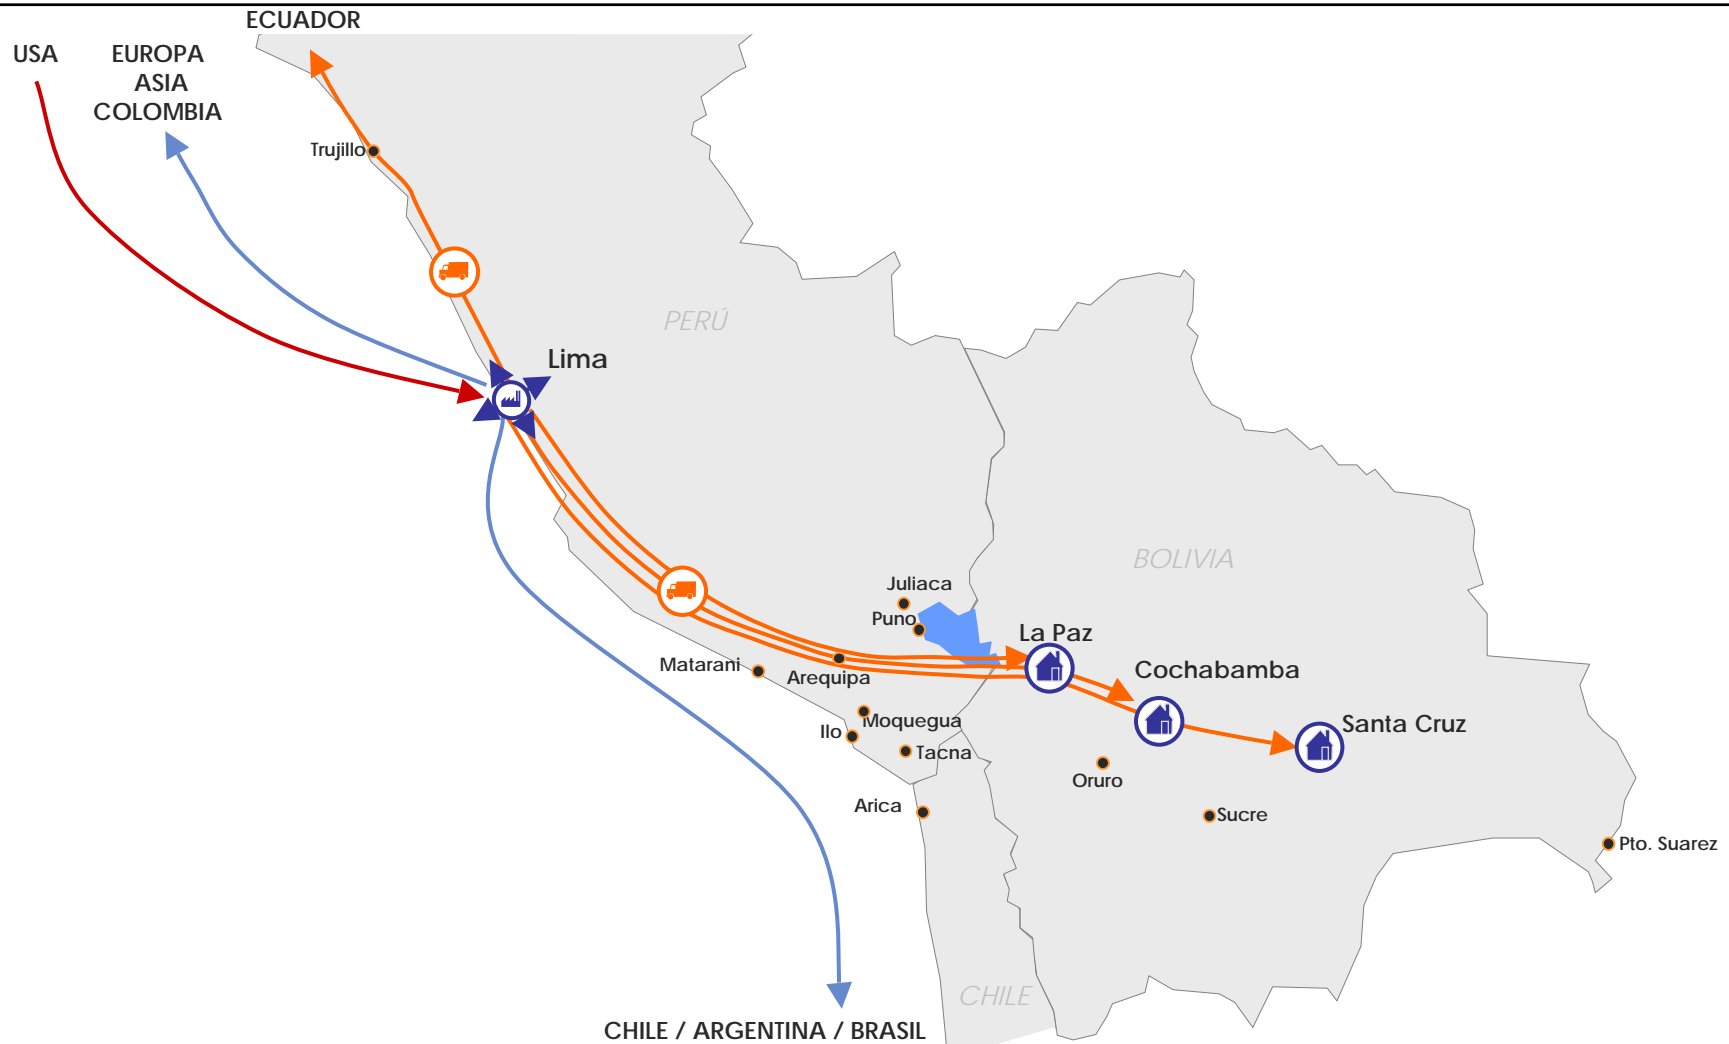 ECUADOR
USA
EUROPA
ASIA
COLOMBIA
Trujillo
PERÚ
Lima
BOLIVIA
Juliaca
Puno
La Paz
Matarani
Arequipa
Cochabamba
Moquegua
Ilo
Tacna
Santa Cruz
Oruro
Arica
Sucre
Pto. Suarez
CHILE
CHILE / ARGENTINA / BRASIL